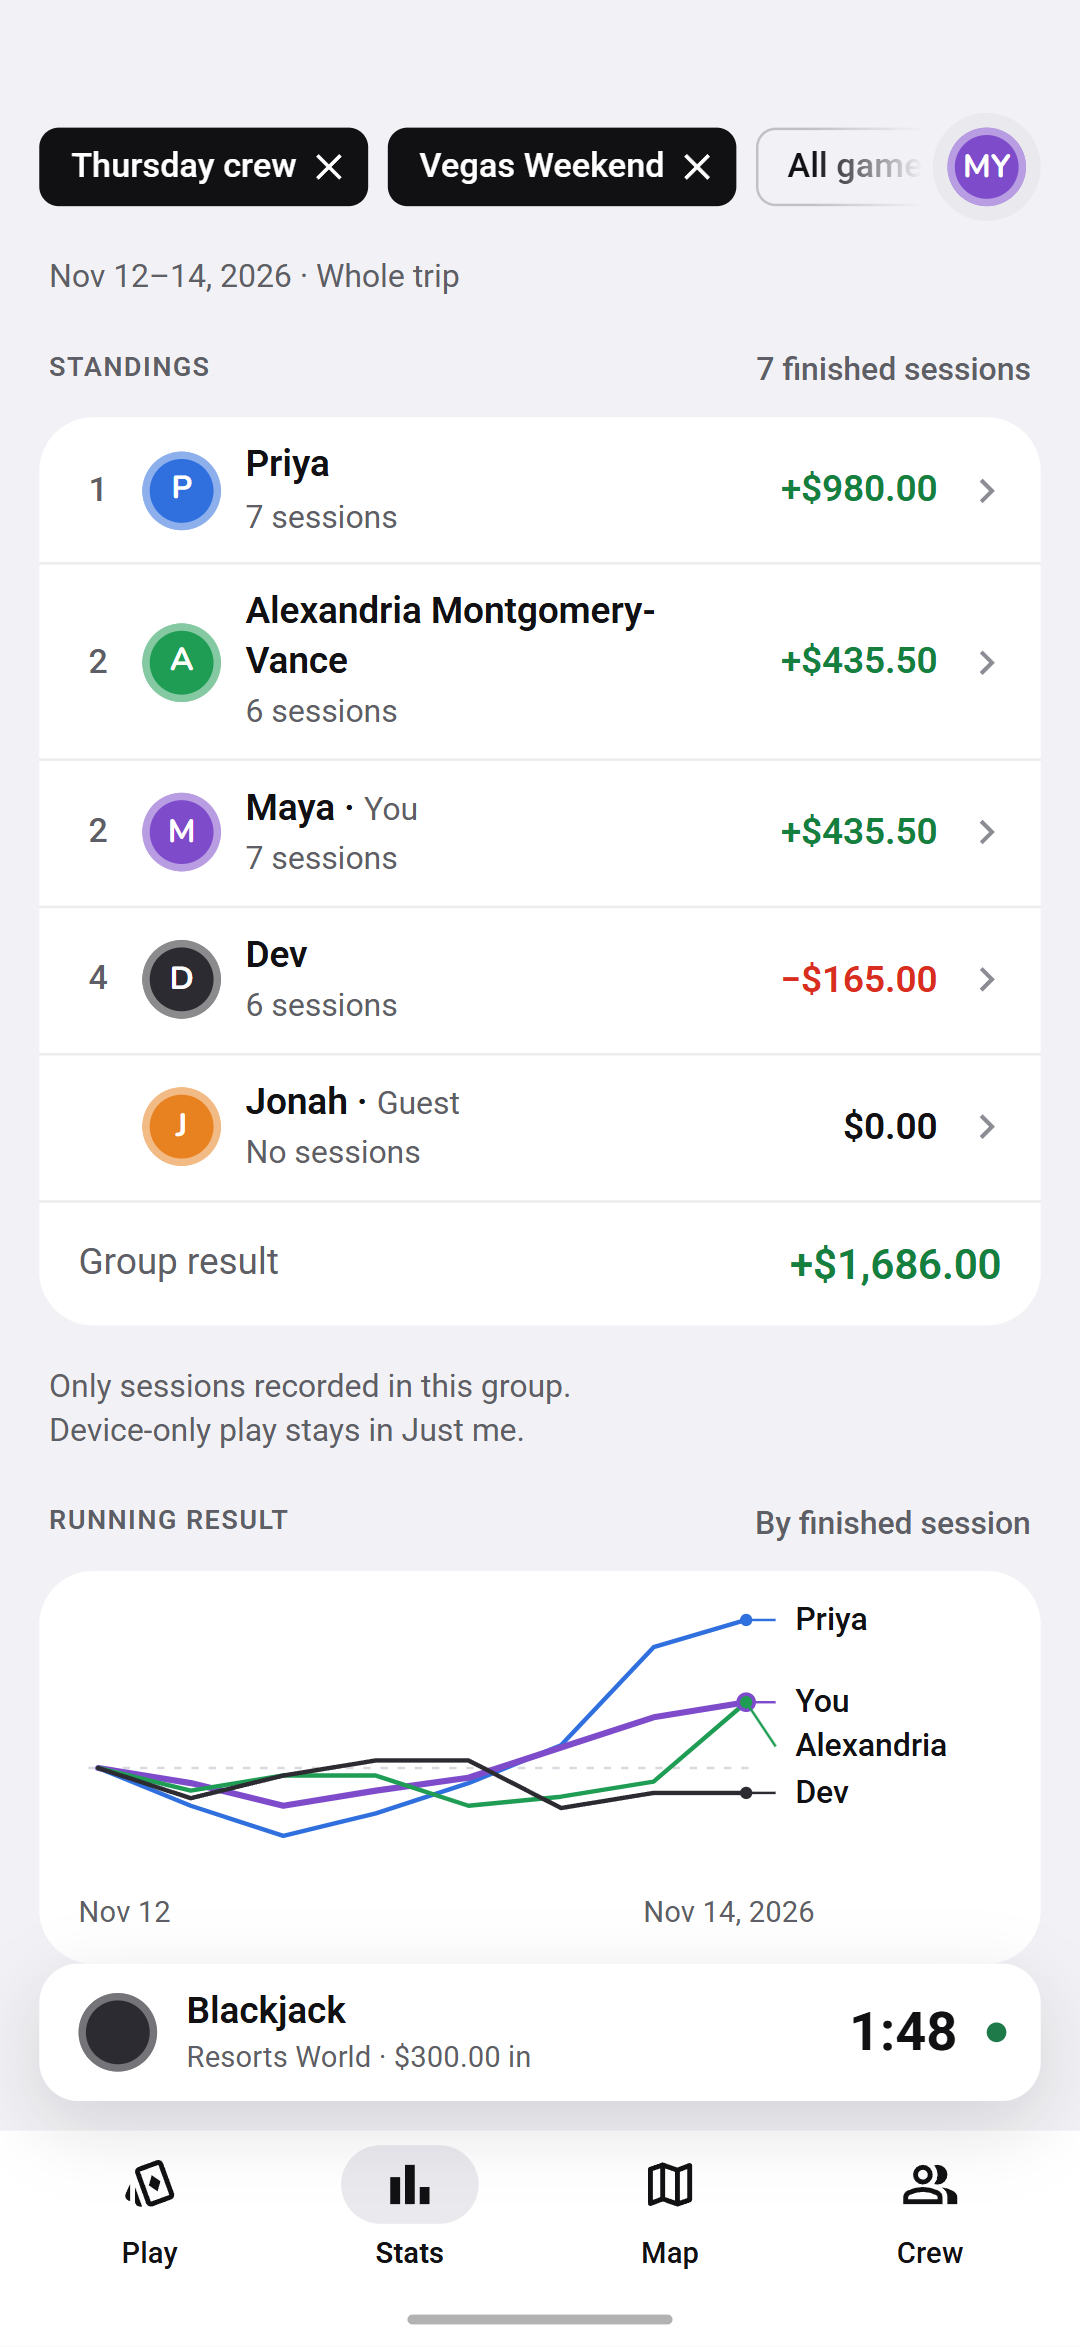 Thursday crew
Vegas Weekend
All game
MY
Nov 12–14, 2026 · Whole trip
STANDINGS
7 finished sessions
1
P
Priya
7 sessions
+$980.00
2
A
Alexandria Montgomery-
Vance
6 sessions
+$435.50
2
M
Maya · You
7 sessions
+$435.50
4
D
Dev
6 sessions
−$165.00
J
Jonah · Guest
No sessions
$0.00
Group result
+$1,686.00
Only sessions recorded in this group.
Device-only play stays in Just me.
RUNNING RESULT
By finished session
Priya
You
Alexandria
Dev
Nov 12
Nov 14, 2026
Blackjack
Resorts World · $300.00 in
1:48
Play
Stats
Map
Crew